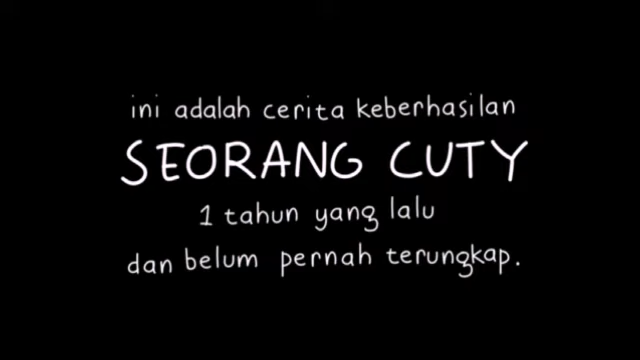 ini adalah cerita keberhasilan
SEORANG CUTY
1 tahun yang lalu
dan belum pernah terungkap.